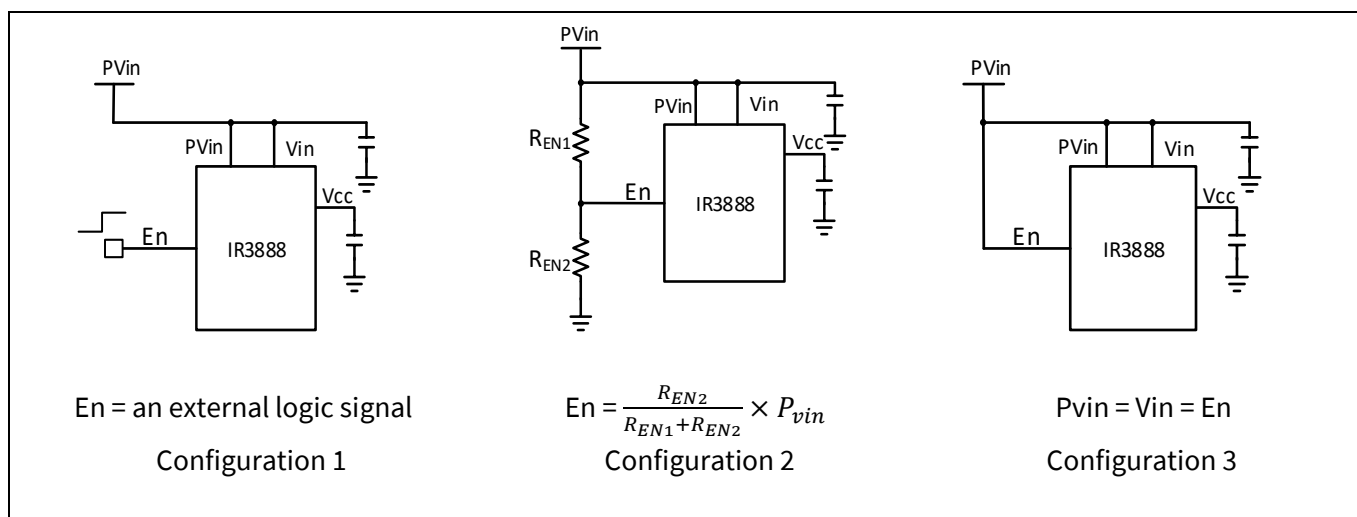 PVin
PVin
Vin
Vcc
En
IR3888
En = an external logic signal
Configuration 1
PVin
PVin
Vin
Vcc
R_EN1
En
IR3888
R_EN2
En = R_EN2 / (R_EN1+R_EN2) × P_vin
Configuration 2
PVin
PVin
Vin
Vcc
En
IR3888
Pvin = Vin = En
Configuration 3